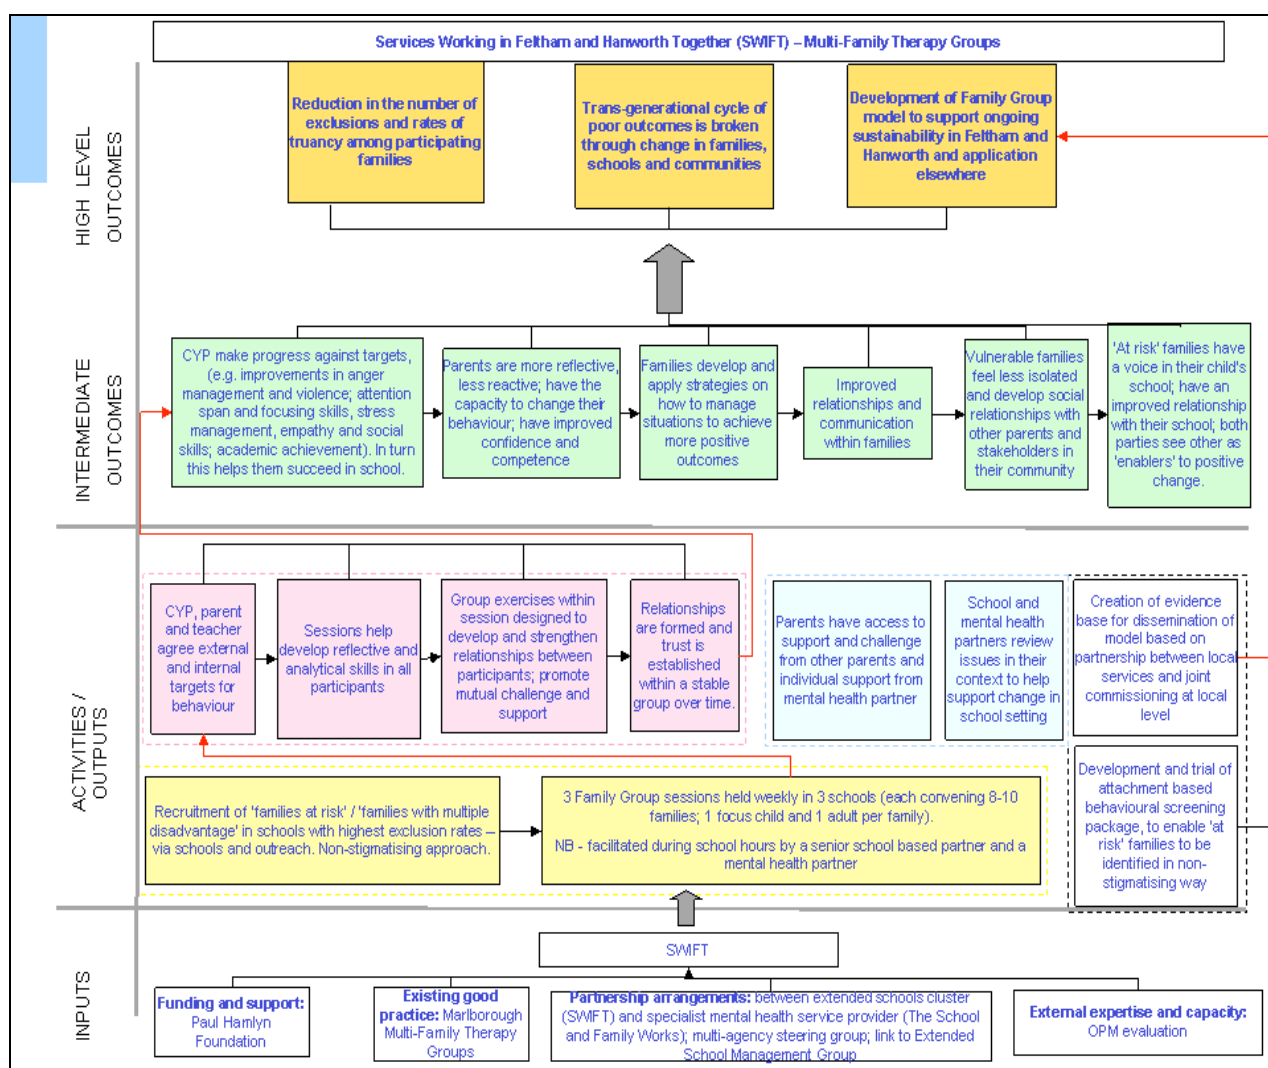 Services Working in Feltham and Hanworth Together (SWIFT) – Multi-Family Therapy Groups
HIGH LEVEL
OUTCOMES
Reduction in the number of
exclusions and rates of
truancy among participating
families
Trans-generational cycle of
poor outcomes is broken
through change in families,
schools and communities
Development of Family Group
model to support ongoing
sustainability in Feltham and
Hanworth and application
elsewhere
INTERMEDIATE
OUTCOMES
CYP make progress against targets,
(e.g. improvements in anger
management and violence; attention
span and focusing skills, stress
management, empathy and social
skills; academic achievement). In turn
this helps them succeed in school.
Parents are more reflective,
less reactive; have the
capacity to change their
behaviour; have improved
confidence and
competence
Families develop and
apply strategies on
how to manage
situations to achieve
more positive
outcomes
Improved
relationships and
communication
within families
Vulnerable families
feel less isolated
and develop social
relationships with
other parents and
stakeholders in
their community
'At risk' families have
a voice in their child's
school; have an
improved relationship
with their school; both
parties see other as
'enablers' to positive
change.
ACTIVITIES /
OUTPUTS
CYP, parent
and teacher
agree external
and internal
targets for
behaviour
Sessions help
develop reflective and
analytical skills in all
participants
Group exercises within
session designed to
develop and strengthen
relationships between
participants; promote
mutual challenge and
support
Relationships
are formed and
trust is
established
within a stable
group over time.
Parents have access to
support and challenge
from other parents and
individual support from
mental health partner
School and
mental health
partners review
issues in their
context to help
support change in
school setting
Creation of evidence
base for dissemination of
model based on
partnership between local
services and joint
commissioning at local
level
Recruitment of 'families at risk' / 'families with multiple
disadvantage' in schools with highest exclusion rates –
via schools and outreach. Non-stigmatising approach.
3 Family Group sessions held weekly in 3 schools (each convening 8-10
families; 1 focus child and 1 adult per family).
NB - facilitated during school hours by a senior school based partner and a
mental health partner
Development and trial of
attachment based
behavioural screening
package, to enable 'at
risk' families to be
identified in non-
stigmatising way
INPUTS
SWIFT
Funding and support:
Paul Hamlyn
Foundation
Existing good
practice: Marlborough
Multi-Family Therapy
Groups
Partnership arrangements: between extended schools cluster
(SWIFT) and specialist mental health service provider (The School
and Family Works); multi-agency steering group; link to Extended
School Management Group
External expertise and capacity:
OPM evaluation